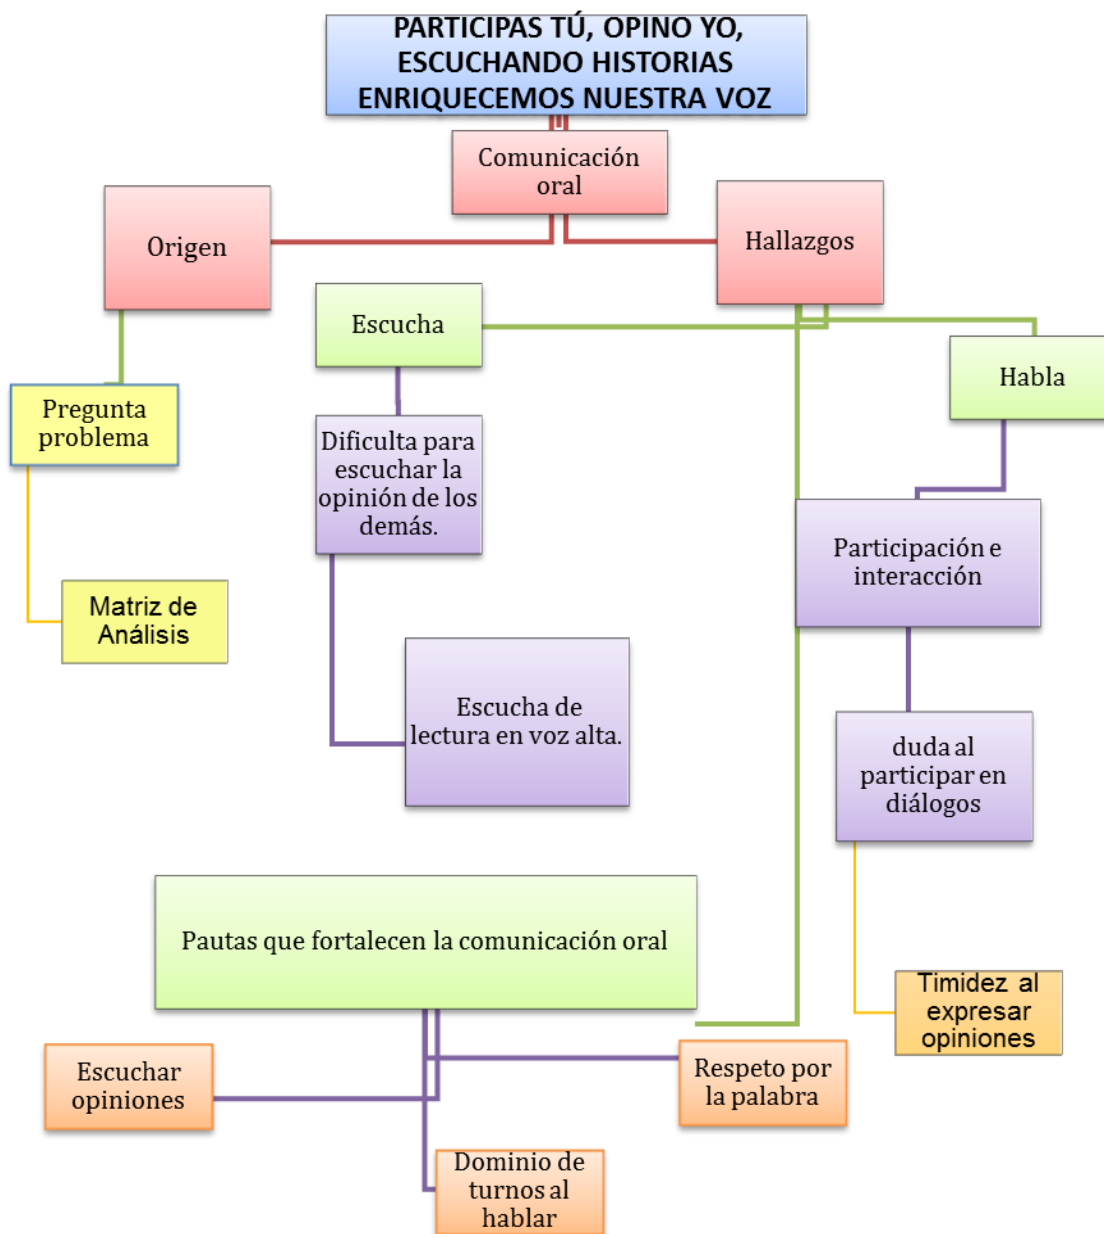 PARTICIPAS TÚ, OPINO YO,
ESCUCHANDO HISTORIAS
ENRIQUECEMOS NUESTRA VOZ
Comunicación
oral
Origen
Hallazgos
Escucha
Habla
Pregunta
problema
Dificulta para
escuchar la
opinión de los
demás.
Participación e
interacción
Matriz de
Análisis
Escucha de
lectura en voz alta.
duda al
participar en
diálogos
Pautas que fortalecen la comunicación oral
Timidez al
expresar
opiniones
Escuchar
opiniones
Respeto por
la palabra
Dominio de
turnos al
hablar